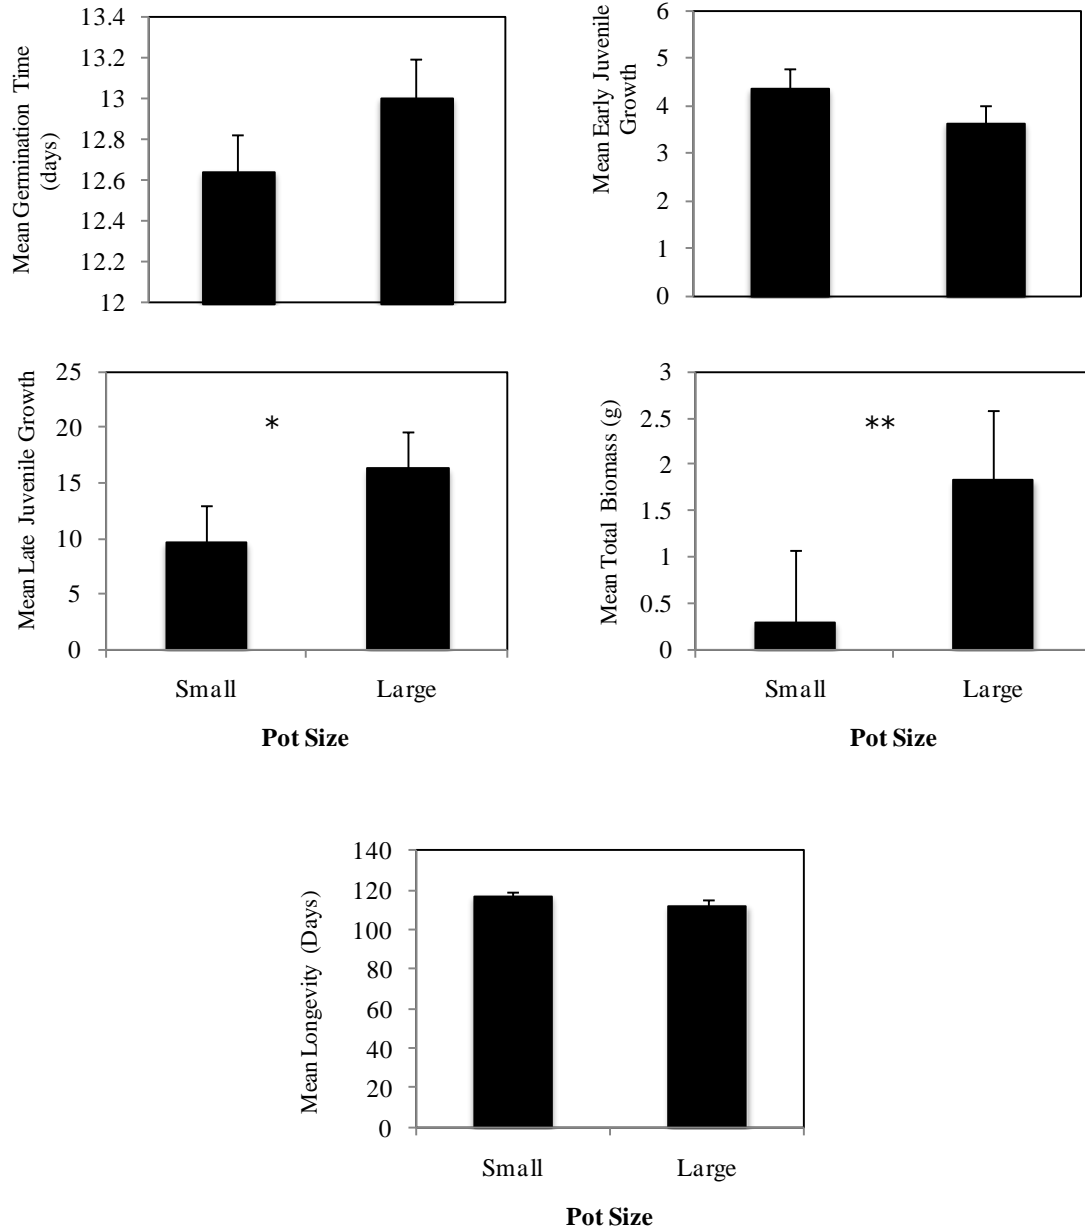 Mean Germination Time
(days)
13.4
13.2
13
12.8
12.6
12.4
12.2
12
Mean Early Juvenile
Growth
6
5
4
3
2
1
0
Mean Late Juvenile Growth
25
20
15
10
5
0
*
Small Large
Pot Size
Mean Total Biomass (g)
3
2.5
2
1.5
1
0.5
0
**
Small Large
Pot Size
Mean Longevity (Days)
140
120
100
80
60
40
20
0
Small Large
Pot Size